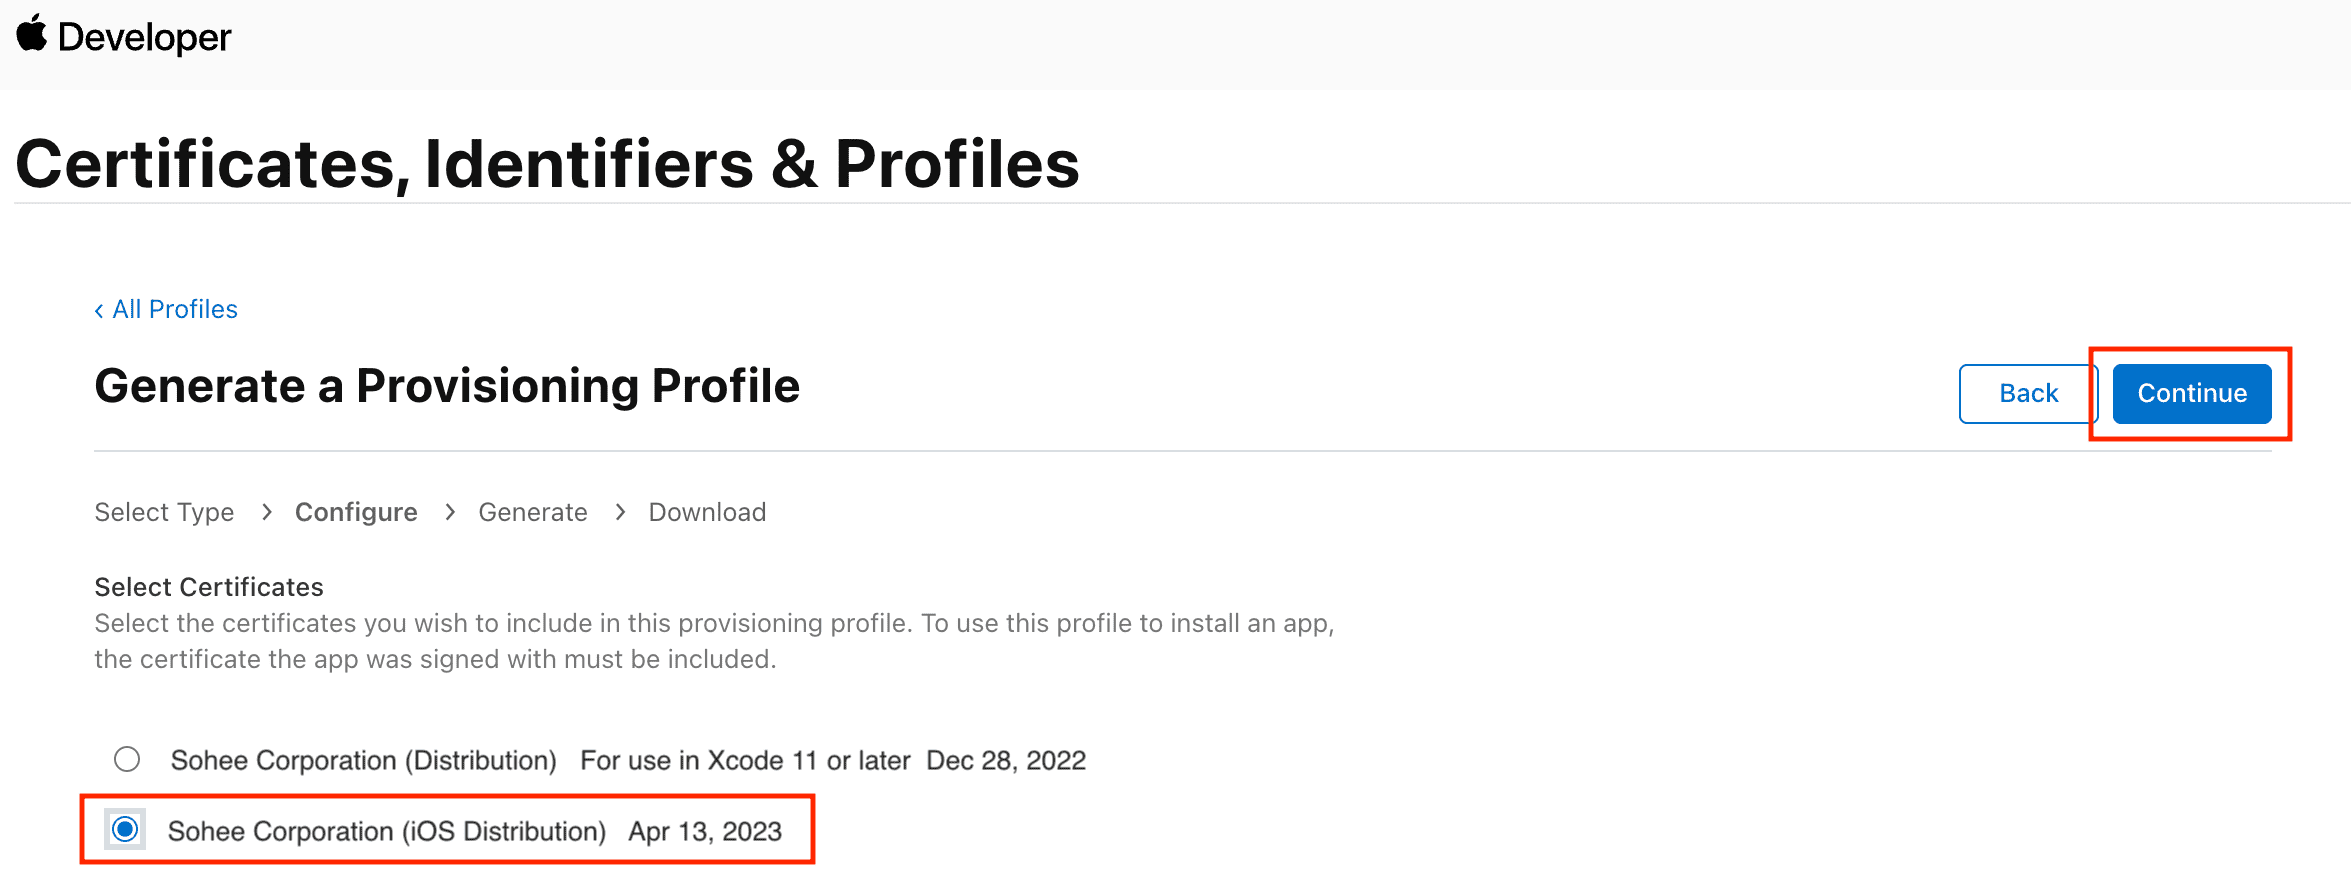 Developer
Certificates, Identifiers & Profiles
‹ All Profiles
Generate a Provisioning Profile
Back
Continue
Select Type > Configure > Generate > Download
Select Certificates
Select the certificates you wish to include in this provisioning profile. To use this profile to install an app,
the certificate the app was signed with must be included.
Sohee Corporation (Distribution) For use in Xcode 11 or later Dec 28, 2022
Sohee Corporation (iOS Distribution) Apr 13, 2023